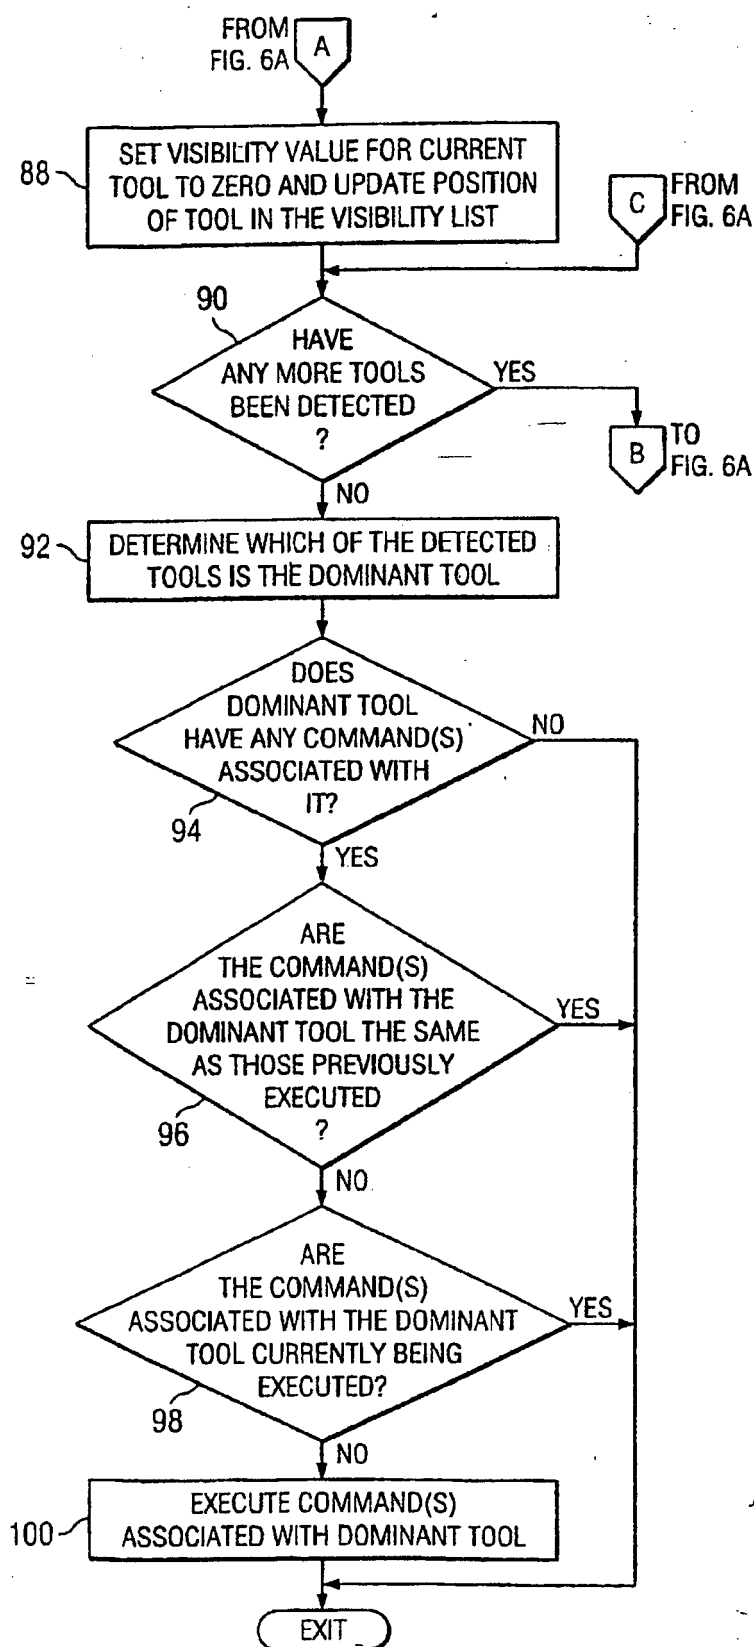 FROM
FIG. 6A
A
88
SET VISIBILITY VALUE FOR CURRENT
TOOL TO ZERO AND UPDATE POSITION
OF TOOL IN THE VISIBILITY LIST
C
FROM
FIG. 6A
90
HAVE
ANY MORE TOOLS
BEEN DETECTED
?
YES
B
TO
FIG. 6A
NO
92
DETERMINE WHICH OF THE DETECTED
TOOLS IS THE DOMINANT TOOL
DOES
DOMINANT TOOL
HAVE ANY COMMAND(S)
ASSOCIATED WITH
IT?
NO
94
YES
ARE
THE COMMAND(S)
ASSOCIATED WITH THE
DOMINANT TOOL THE SAME
AS THOSE PREVIOUSLY
EXECUTED
?
YES
96
NO
ARE
THE COMMAND(S)
ASSOCIATED WITH THE DOMINANT
TOOL CURRENTLY BEING
EXECUTED?
YES
98
NO
100
EXECUTE COMMAND(S)
ASSOCIATED WITH DOMINANT TOOL
EXIT